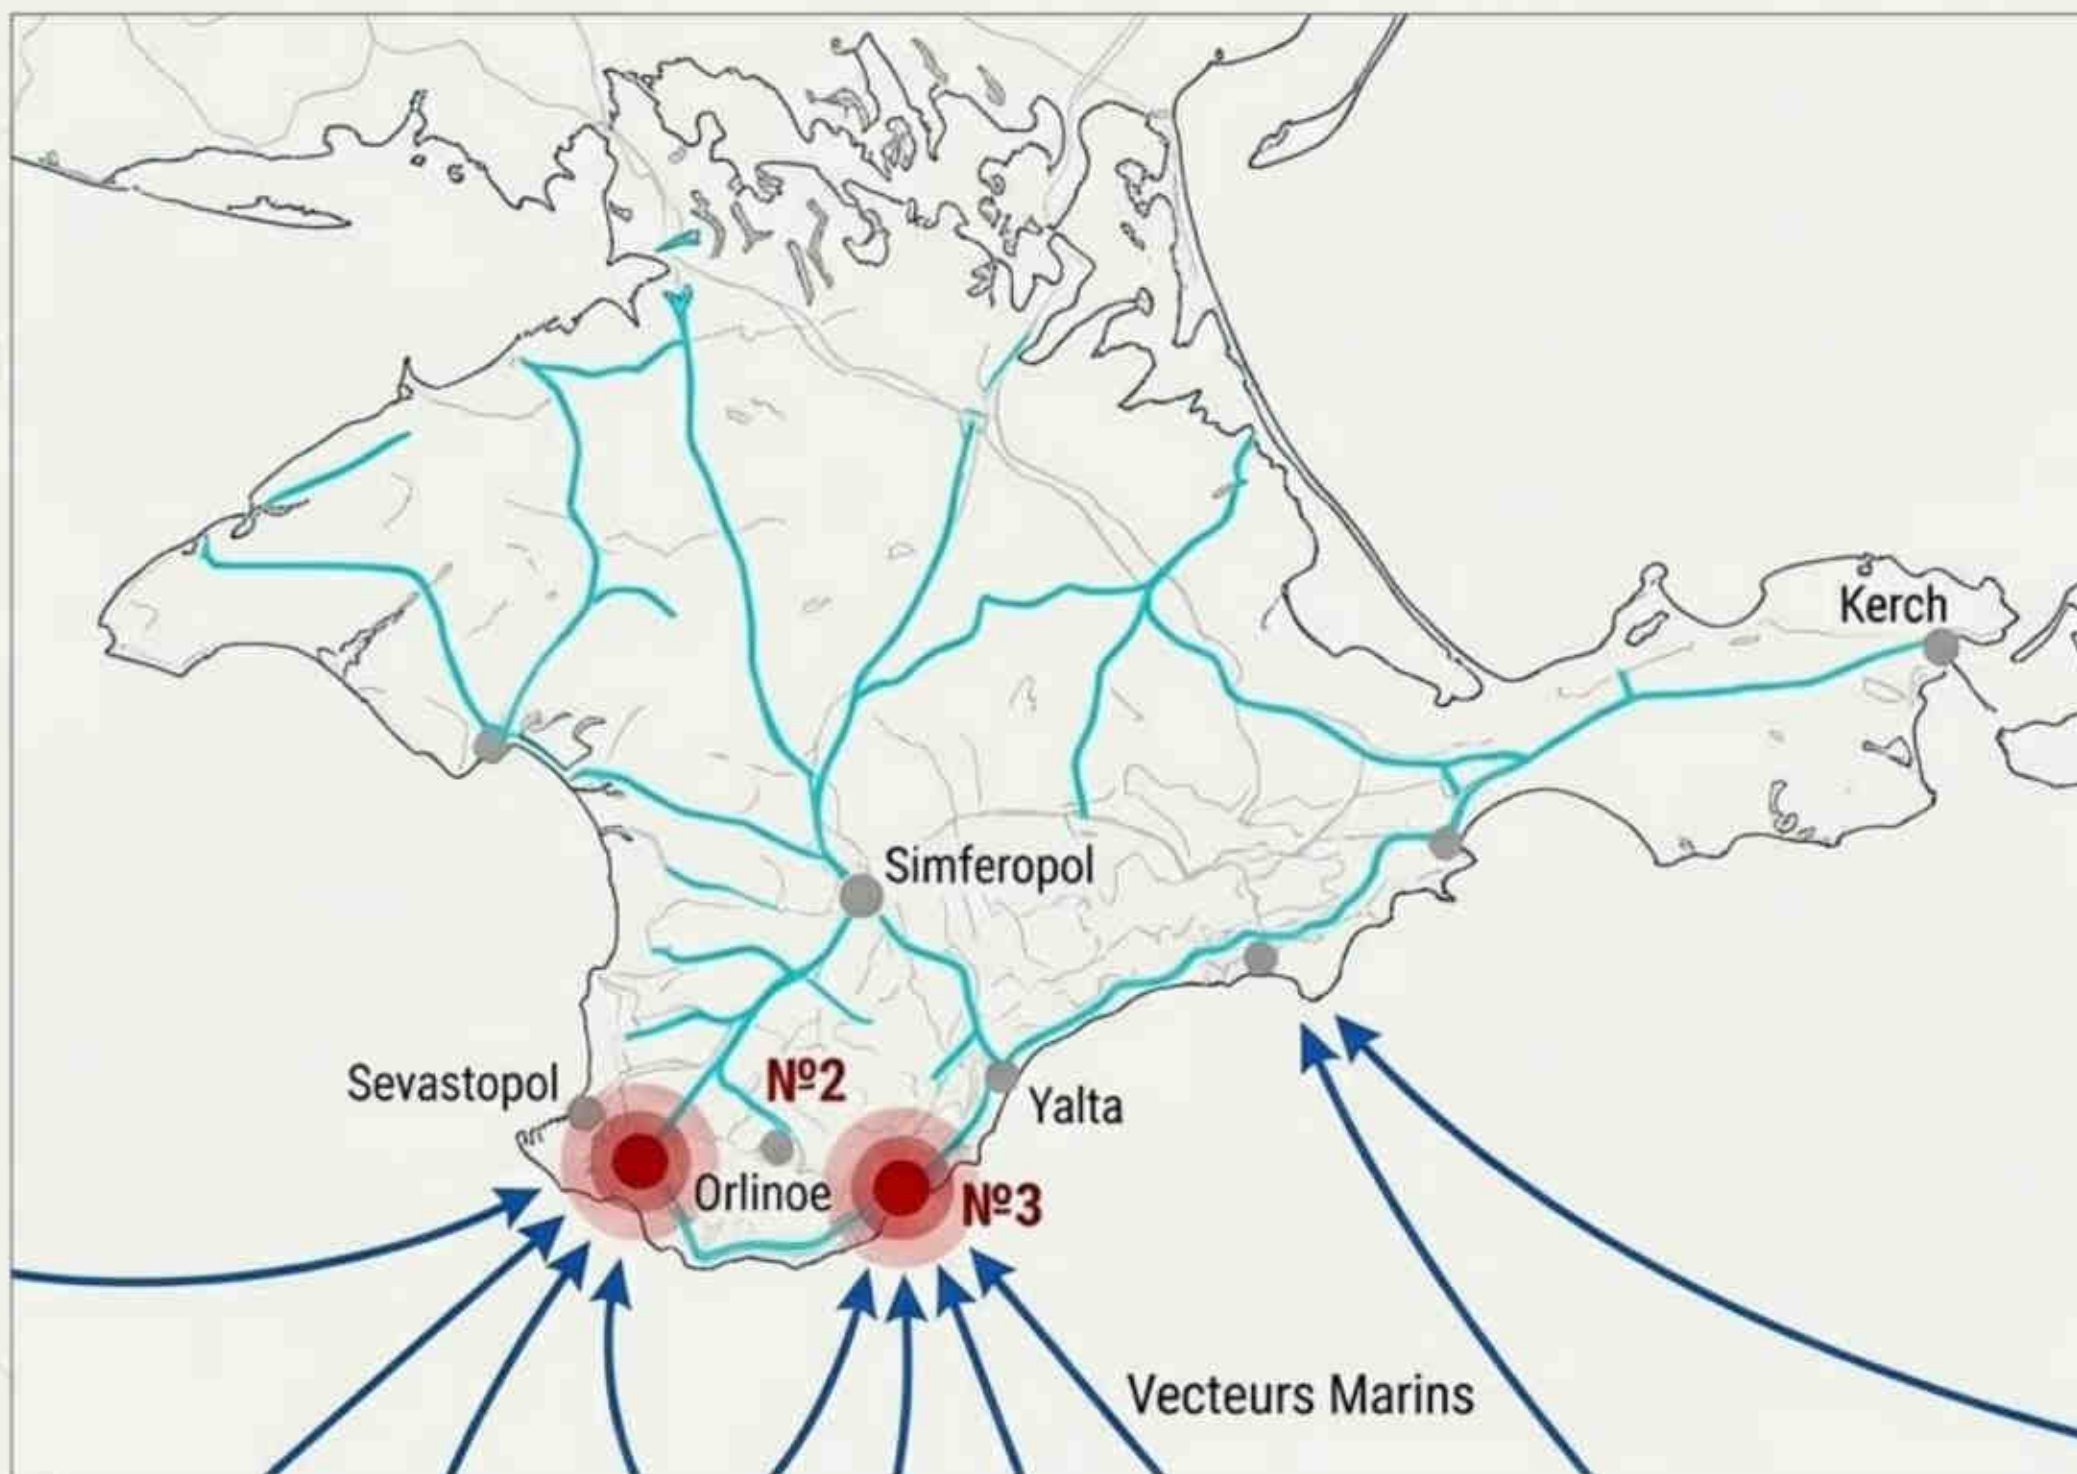 Kerch
Simferopol
Sevastopol
№2
Yalta
Orlinoe
№3
Vecteurs Marins